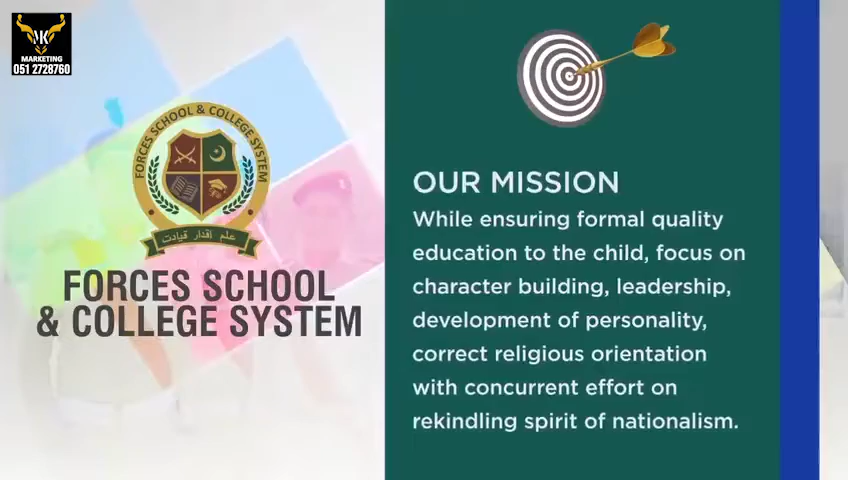 MK
MARKETING
051 2728760
FORCES SCHOOL & COLLEGE SYSTEM
علم اقدار قیادت
FORCES SCHOOL
& COLLEGE SYSTEM
OUR MISSION
While ensuring formal quality
education to the child, focus on
character building, leadership,
development of personality,
correct religious orientation
with concurrent effort on
rekindling spirit of nationalism.